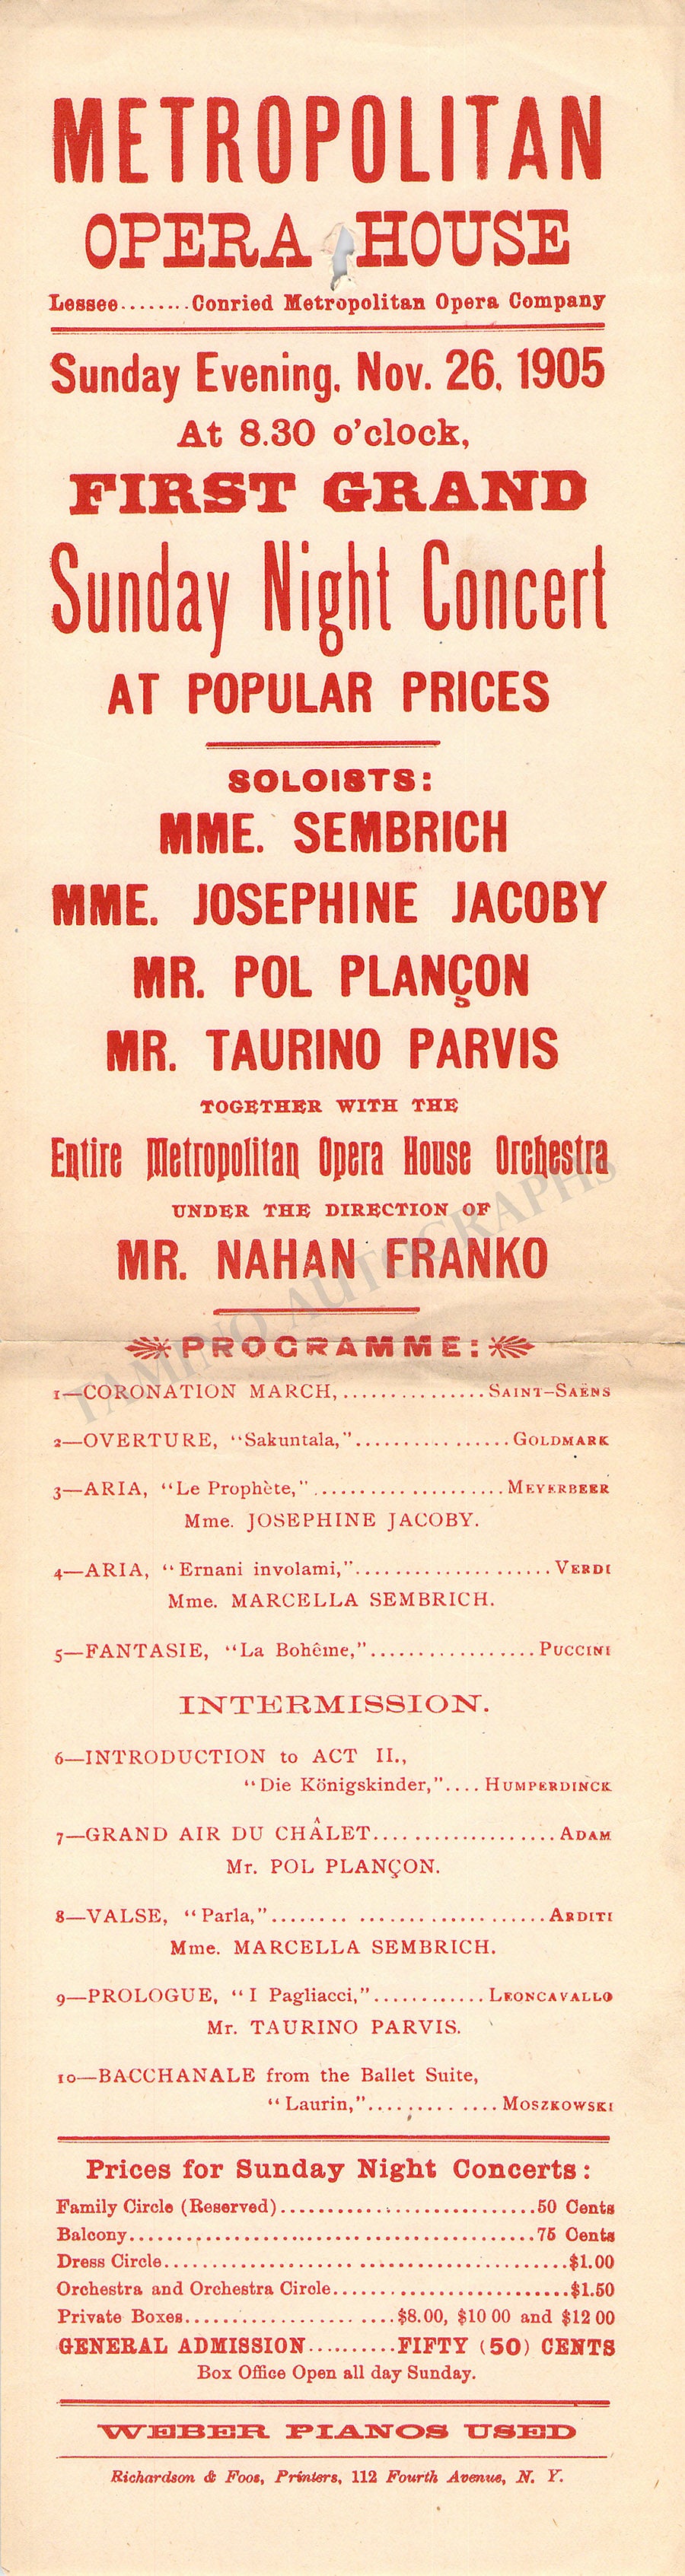 METROPOLITAN
OPERA HOUSE
Lessee........Conried Metropolitan Opera Company
Sunday Evening, Nov. 26, 1905
At 8.30 o'clock,
FIRST GRAND
Sunday Night Concert
AT POPULAR PRICES
SOLOISTS:
MME. SEMBRICH
MME. JOSEPHINE JACOBY
MR. POL PLANÇON
MR. TAURINO PARVIS
TOGETHER WITH THE
Entire Metropolitan Opera House Orchestra
UNDER THE DIRECTION OF
MR. NAHAN FRANKO
TAMINO AUTOGRAPHS
PROGRAMME:
1—CORONATION MARCH,................SAINT-SAËNS
2—OVERTURE, "Sakuntala,".................GOLDMARK
3—ARIA, "Le Prophète,"....................MEYERBEER
Mme. JOSEPHINE JACOBY.
4—ARIA, "Ernani involami,".....................VERDI
Mme. MARCELLA SEMBRICH.
5—FANTASIE, "La Bohême,"..................PUCCINI
INTERMISSION.
6—INTRODUCTION to ACT II.,
"Die Königskinder,".... HUMPERDINCK
7—GRAND AIR DU CHÂLET....................ADAM
Mr. POL PLANÇON.
8—VALSE, "Parla,"........ .....................ARDITI
Mme. MARCELLA SEMBRICH.
9—PROLOGUE, "I Pagliacci,"............LEONCAVALLO
Mr. TAURINO PARVIS.
10—BACCHANALE from the Ballet Suite,
"Laurin,"......... .. ....MOSZKOWSKI
Prices for Sunday Night Concerts:
Family Circle (Reserved)............................50 Cents
Balcony.............................................75 Cents
Dress Circle............................................$1.00
Orchestra and Orchestra Circle..........................$1.50
Private Boxes.......................$8.00, $10 00 and $12 00
GENERAL ADMISSION..........FIFTY (50) CENTS
Box Office Open all day Sunday.
WEBER PIANOS USED
Richardson & Foos, Printers, 112 Fourth Avenue, N. Y.